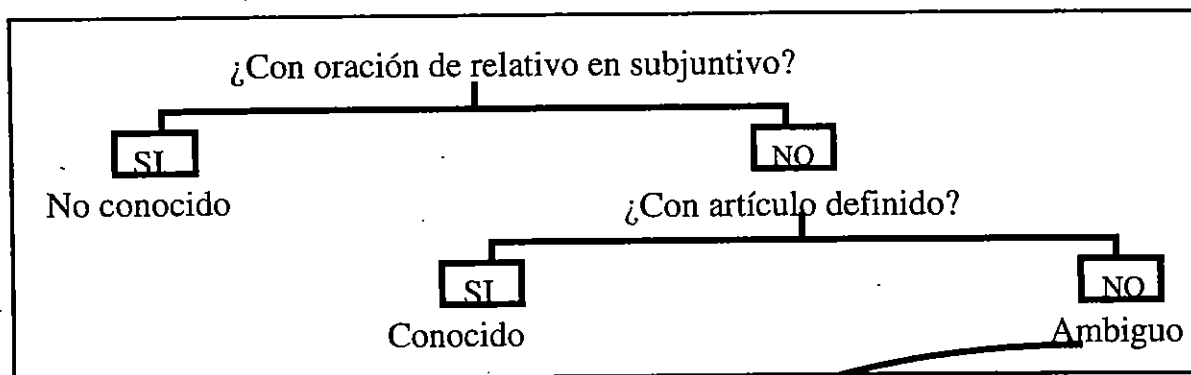 ¿Con oración de relativo en subjuntivo?
SI NO
No conocido
¿Con artículo definido?
SI NO
Conocido Ambiguo